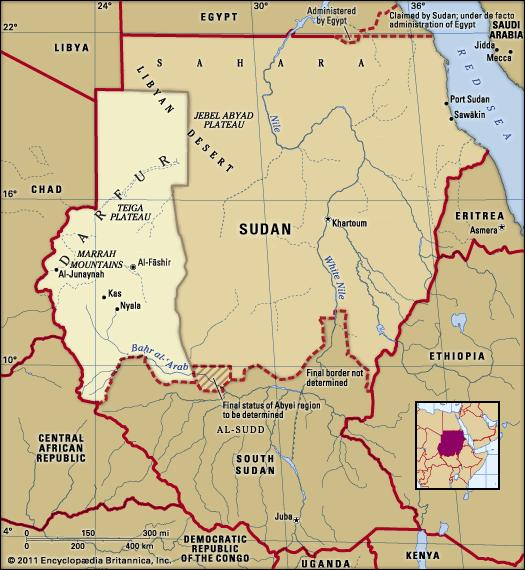 24°
EGYPT
30°
Administered
by Egypt
36°
Claimed by Sudan; under de facto
administration of Egypt
SAUDI
ARABIA
22°
LIBYA
Jidda
Mecca
SAHARA
RED SEA
LIBYAN DESERT
JEBEL ABYAD
PLATEAU
Nile
Port Sudan
Sawākin
DARFUR
CHAD
16°
TEIGA
PLATEAU
SUDAN
Khartoum
ERITREA
Asmera
MARRAH
MOUNTAINS
Al-Fāshir
Al-Junaynah
Kas
Nyala
White Nile
Bahr al-ʿArab
10°
ETHIOPIA
Final border not
determined
Final status of Abyei region
to be determined
AL-SUDD
CENTRAL
AFRICAN
REPUBLIC
SOUTH
SUDAN
Juba
4°
0 150 300 mi
0 200 400 km
DEMOCRATIC
REPUBLIC
OF THE CONGO
UGANDA
KENYA
© 2011 Encyclopædia Britannica, Inc.